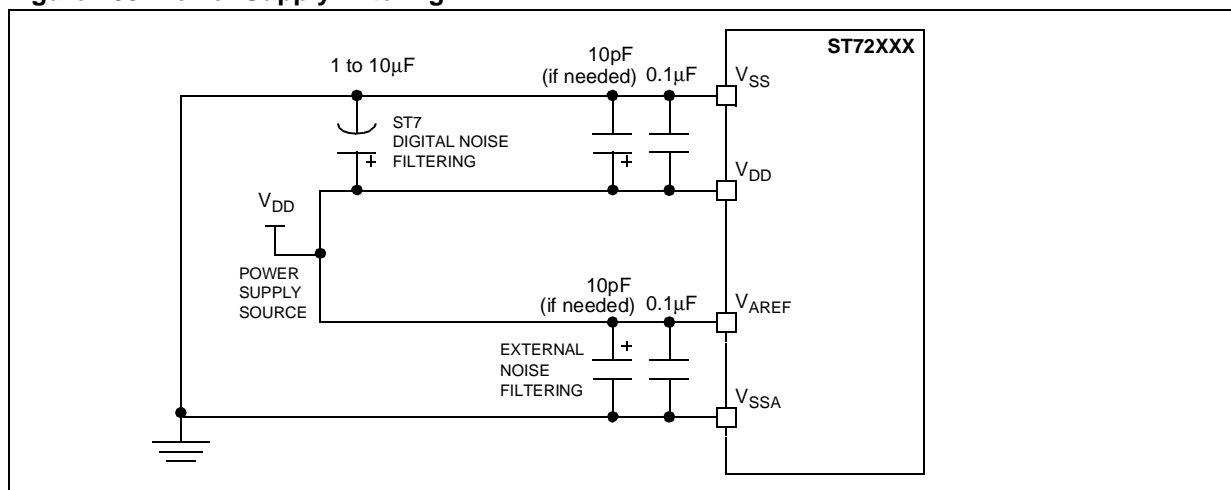 ST72XXX
1 to 10μF
10pF
(if needed)
0.1μF
VSS
ST7
DIGITAL NOISE
FILTERING
+
+
VDD
VDD
POWER
SUPPLY
SOURCE
10pF
(if needed)
0.1μF
VAREF
EXTERNAL
NOISE
FILTERING
+
VSSA